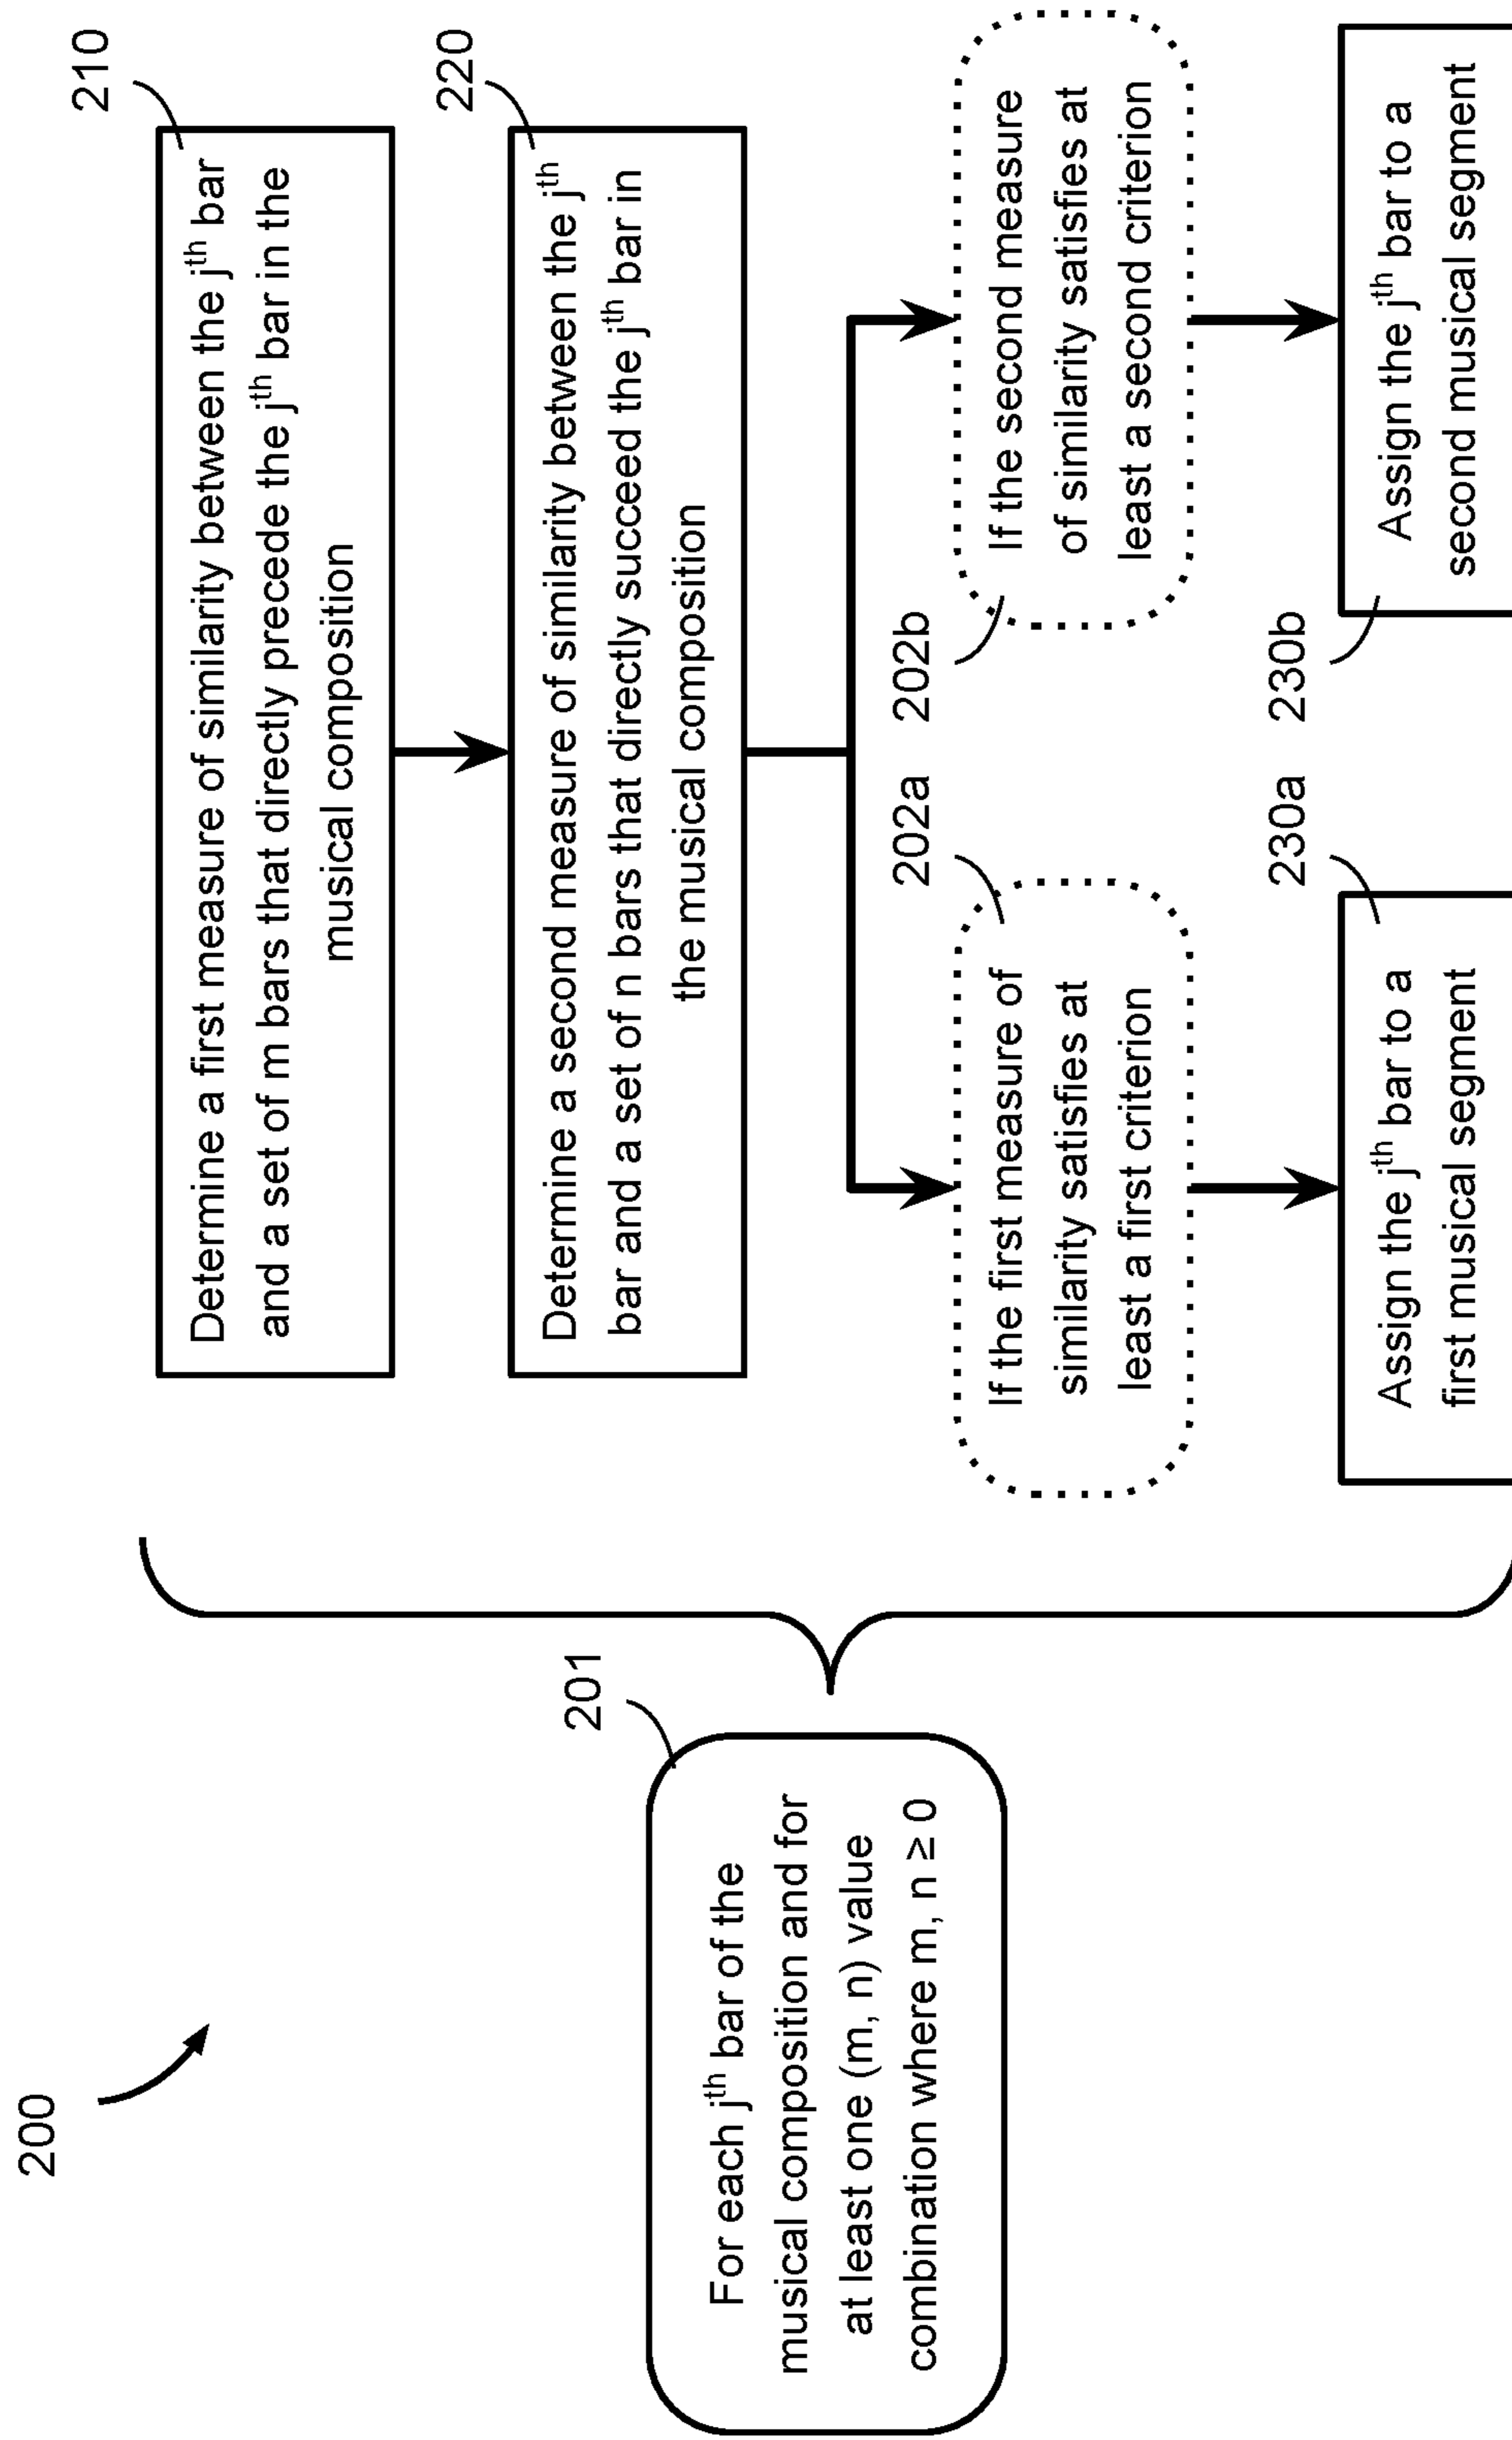 200
201
For each jth bar of the
musical composition and for
at least one (m, n) value
combination where m, n ≥ 0
210
Determine a first measure of similarity between the jth bar
and a set of m bars that directly precede the jth bar in the
musical composition
220
Determine a second measure of similarity between the jth
bar and a set of n bars that directly succeed the jth bar in
the musical composition
202a
If the first measure of
similarity satisfies at
least a first criterion
202b
If the second measure
of similarity satisfies at
least a second criterion
230a
Assign the jth bar to a
first musical segment
230b
Assign the jth bar to a
second musical segment